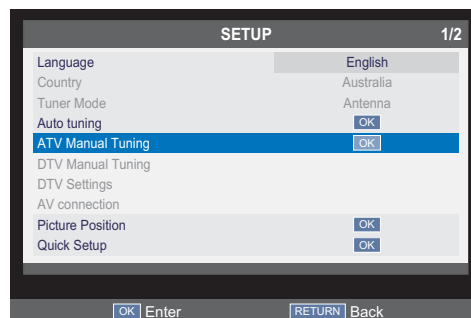 SETUP 1/2
Language English
Country Australia
Tuner Mode Antenna
Auto tuning OK
ATV Manual Tuning OK
DTV Manual Tuning
DTV Settings
AV connection
Picture Position OK
Quick Setup OK
OK Enter RETURN Back